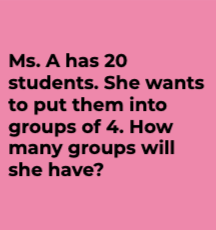 Ms. A has 20
students. She wants
to put them into
groups of 4. How
many groups will
she have?